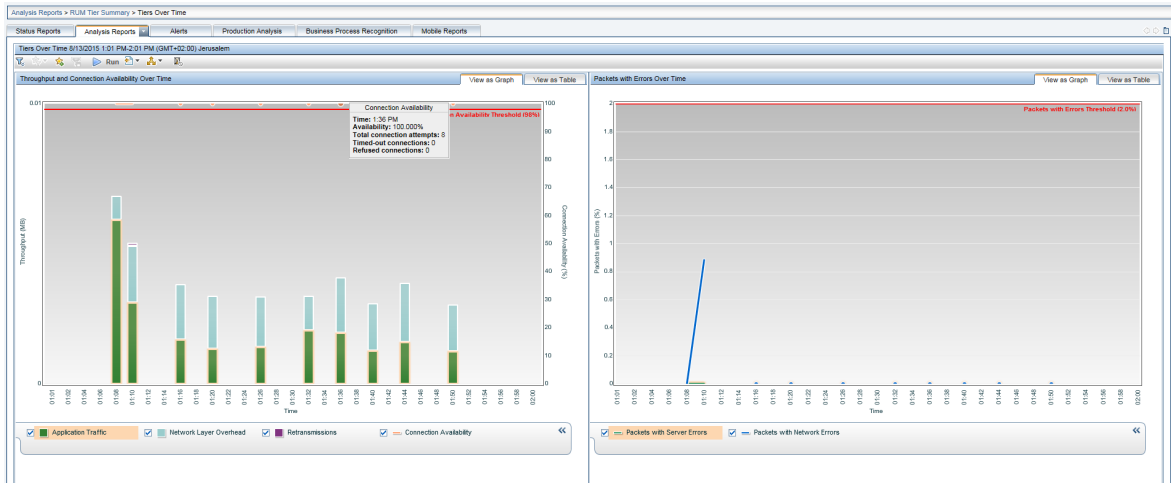 Analysis Reports > RUM Tier Summary > Tiers Over Time
Status Reports Analysis Reports Alerts Production Analysis Business Process Recognition Mobile Reports
Tiers Over Time 8/13/2015 1:01 PM-2:01 PM (GMT+02:00) Jerusalem
Run
Throughput and Connection Availability Over Time View as Graph View as Table
0.01 100
90
80
70
60
50
40
30
20
10
0 0
Throughput (MB)
Connection Availability (%)
n Availability Threshold (98%)
Connection Availability
Time: 1:36 PM
Availability: 100.000%
Total connection attempts: 8
Timed-out connections: 0
Refused connections: 0
01:01 01:02 01:04 01:06 01:08 01:10 01:12 01:14 01:16 01:18 01:20 01:22 01:24 01:26 01:28 01:30 01:32 01:34 01:36 01:38 01:40 01:42 01:44 01:46 01:48 01:50 01:52 01:54 01:56 01:58 02:00
Time
Application Traffic Network Layer Overhead Retransmissions Connection Availability
Packets with Errors Over Time View as Graph View as Table
Packets with Errors Threshold (2.0%)
2
1.8
1.6
1.4
1.2
1
0.8
0.6
0.4
0.2
0
Packets with Errors (%)
01:01 01:02 01:04 01:06 01:08 01:10 01:12 01:14 01:16 01:18 01:20 01:22 01:24 01:26 01:28 01:30 01:32 01:34 01:36 01:38 01:40 01:42 01:44 01:46 01:48 01:50 01:52 01:54 01:56 01:58 02:00
Time
Packets with Server Errors Packets with Network Errors